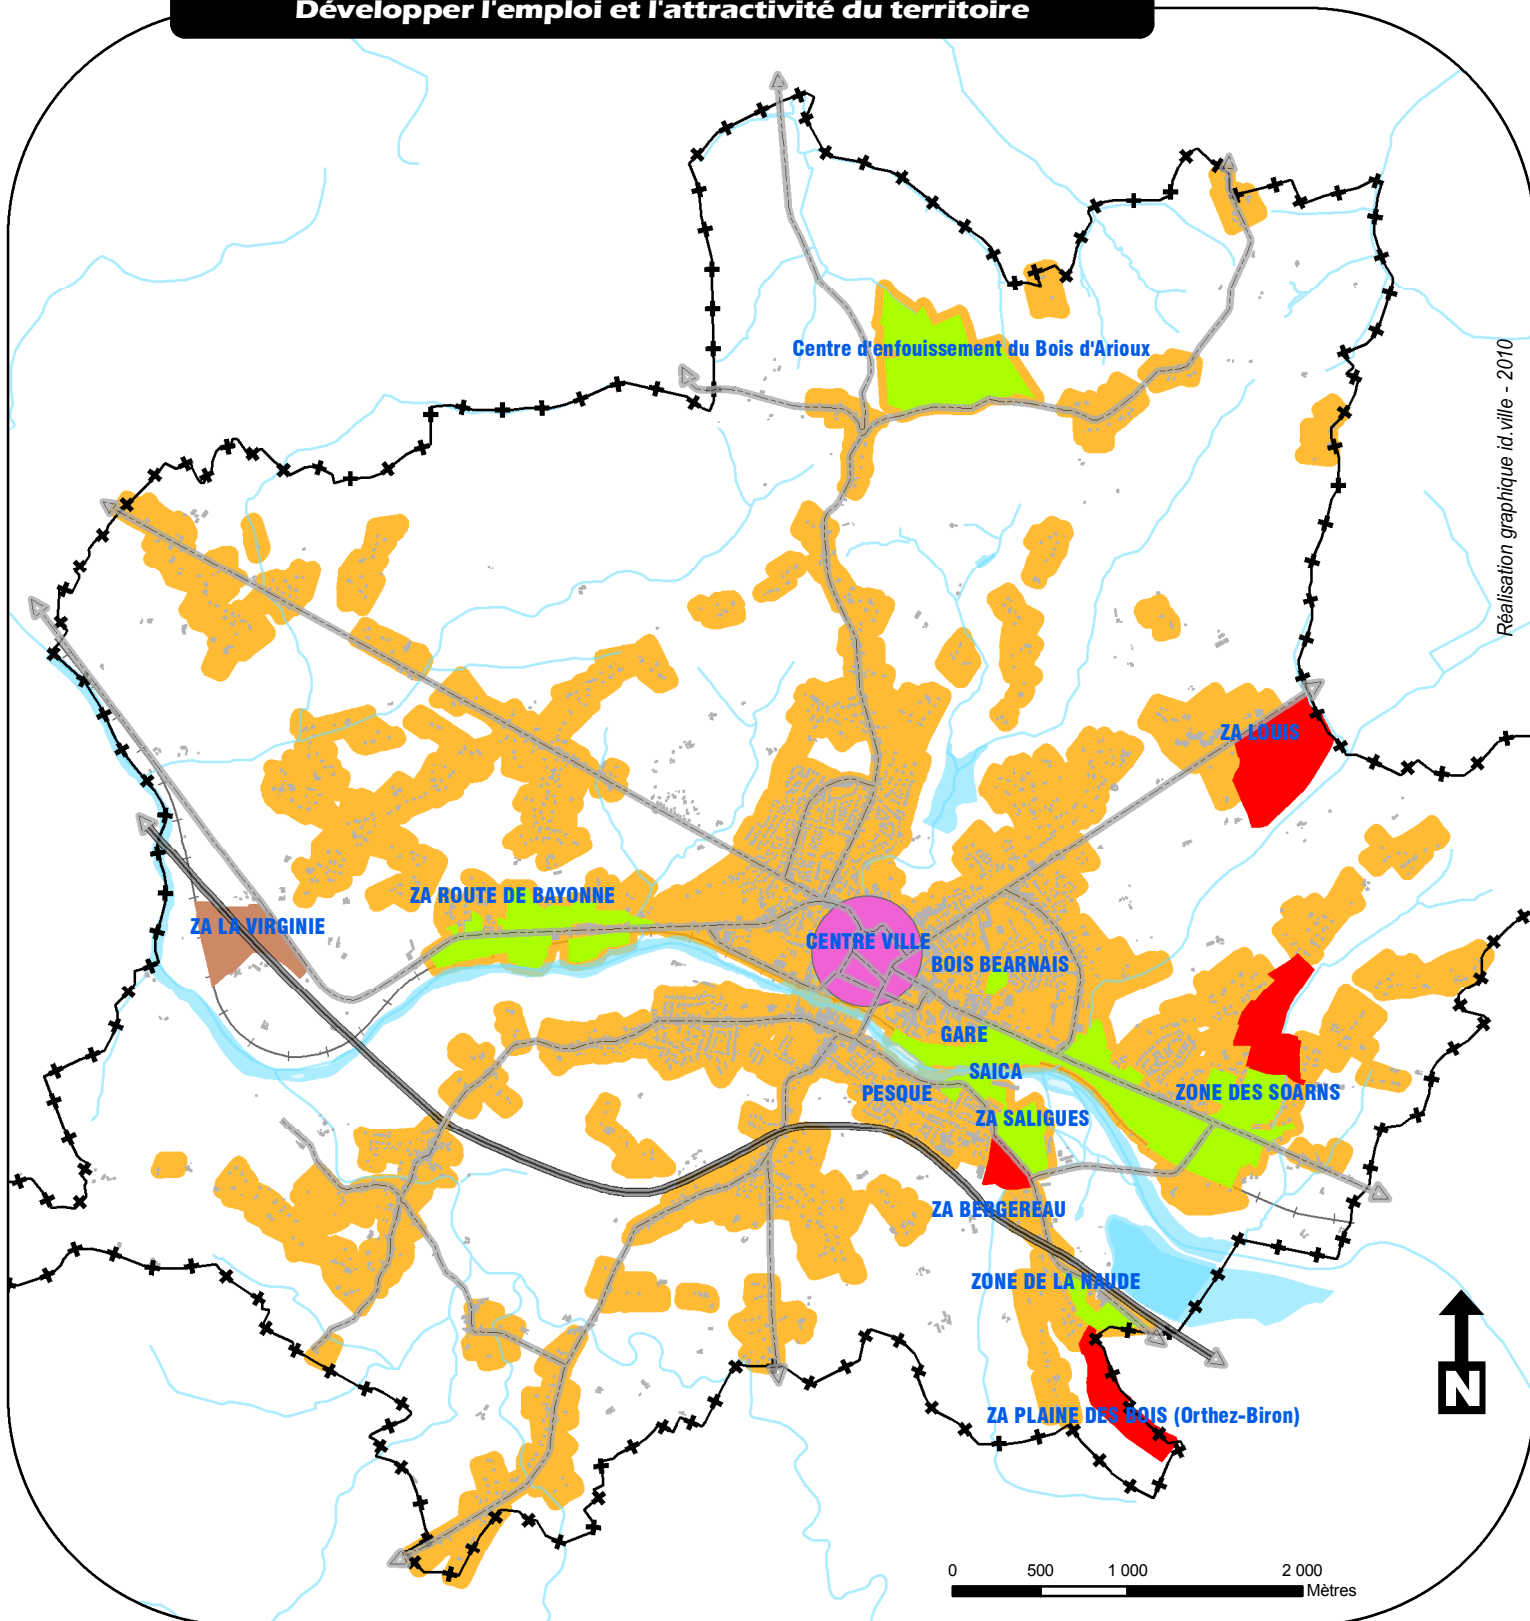 Développer l'emploi et l'attractivité du territoire
Centre d'enfouissement du Bois d'Arioux
Réalisation graphique id.ville - 2010
ZA LOUIS
ZA ROUTE DE BAYONNE
ZA LA VIRGINIE
CENTRE VILLE
BOIS BEARNAIS
GARE
SAICA
PESQUE
ZONE DES SOARNS
ZA SALIGUES
ZA BERGEREAU
ZONE DE LA NAUDE
ZA PLAINE DES BOIS (Orthez-Biron)
N
0 500 1 000 2 000
Mètres